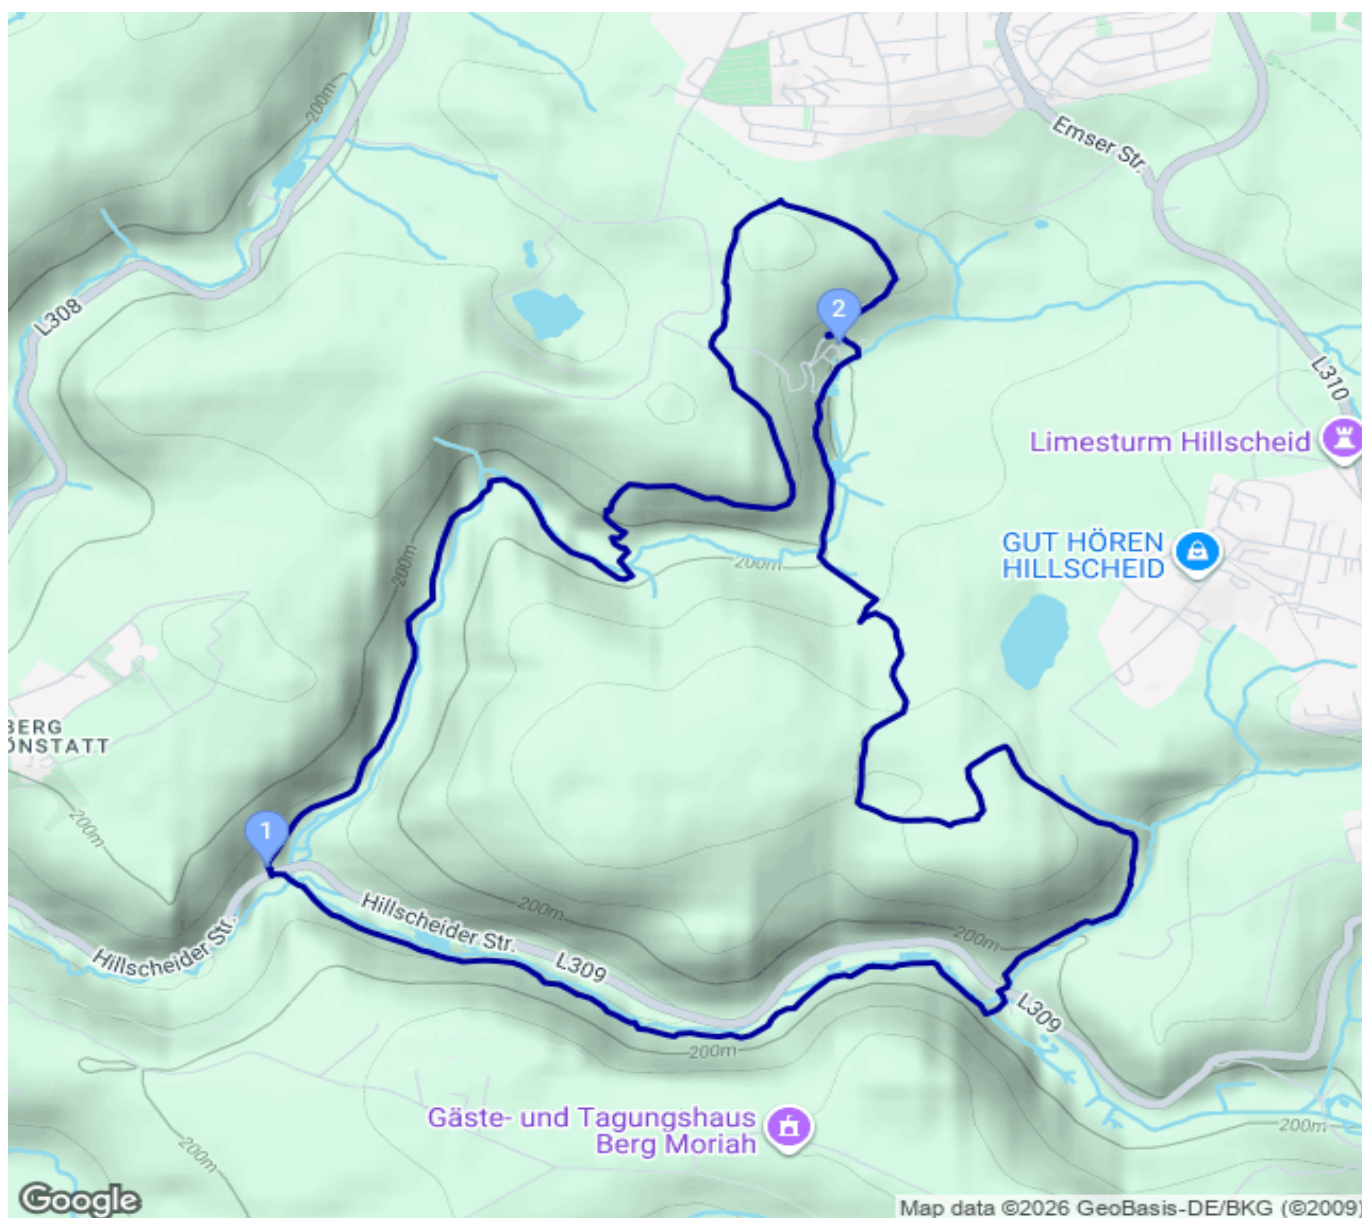 200m
Emser Str.
L308
2
L310
Limesturm Hillscheid
GUT HÖREN
HILLSCHEID
200m
200m
BERG
ÖNSTATT
200m
1
Hillscheider Str.
Hillscheider Str.
200m
L309
200m
L309
200m
Gäste- und Tagungshaus
Berg Moriah
200m
200m
Google
Map data ©2026 GeoBasis-DE/BKG (©2009)